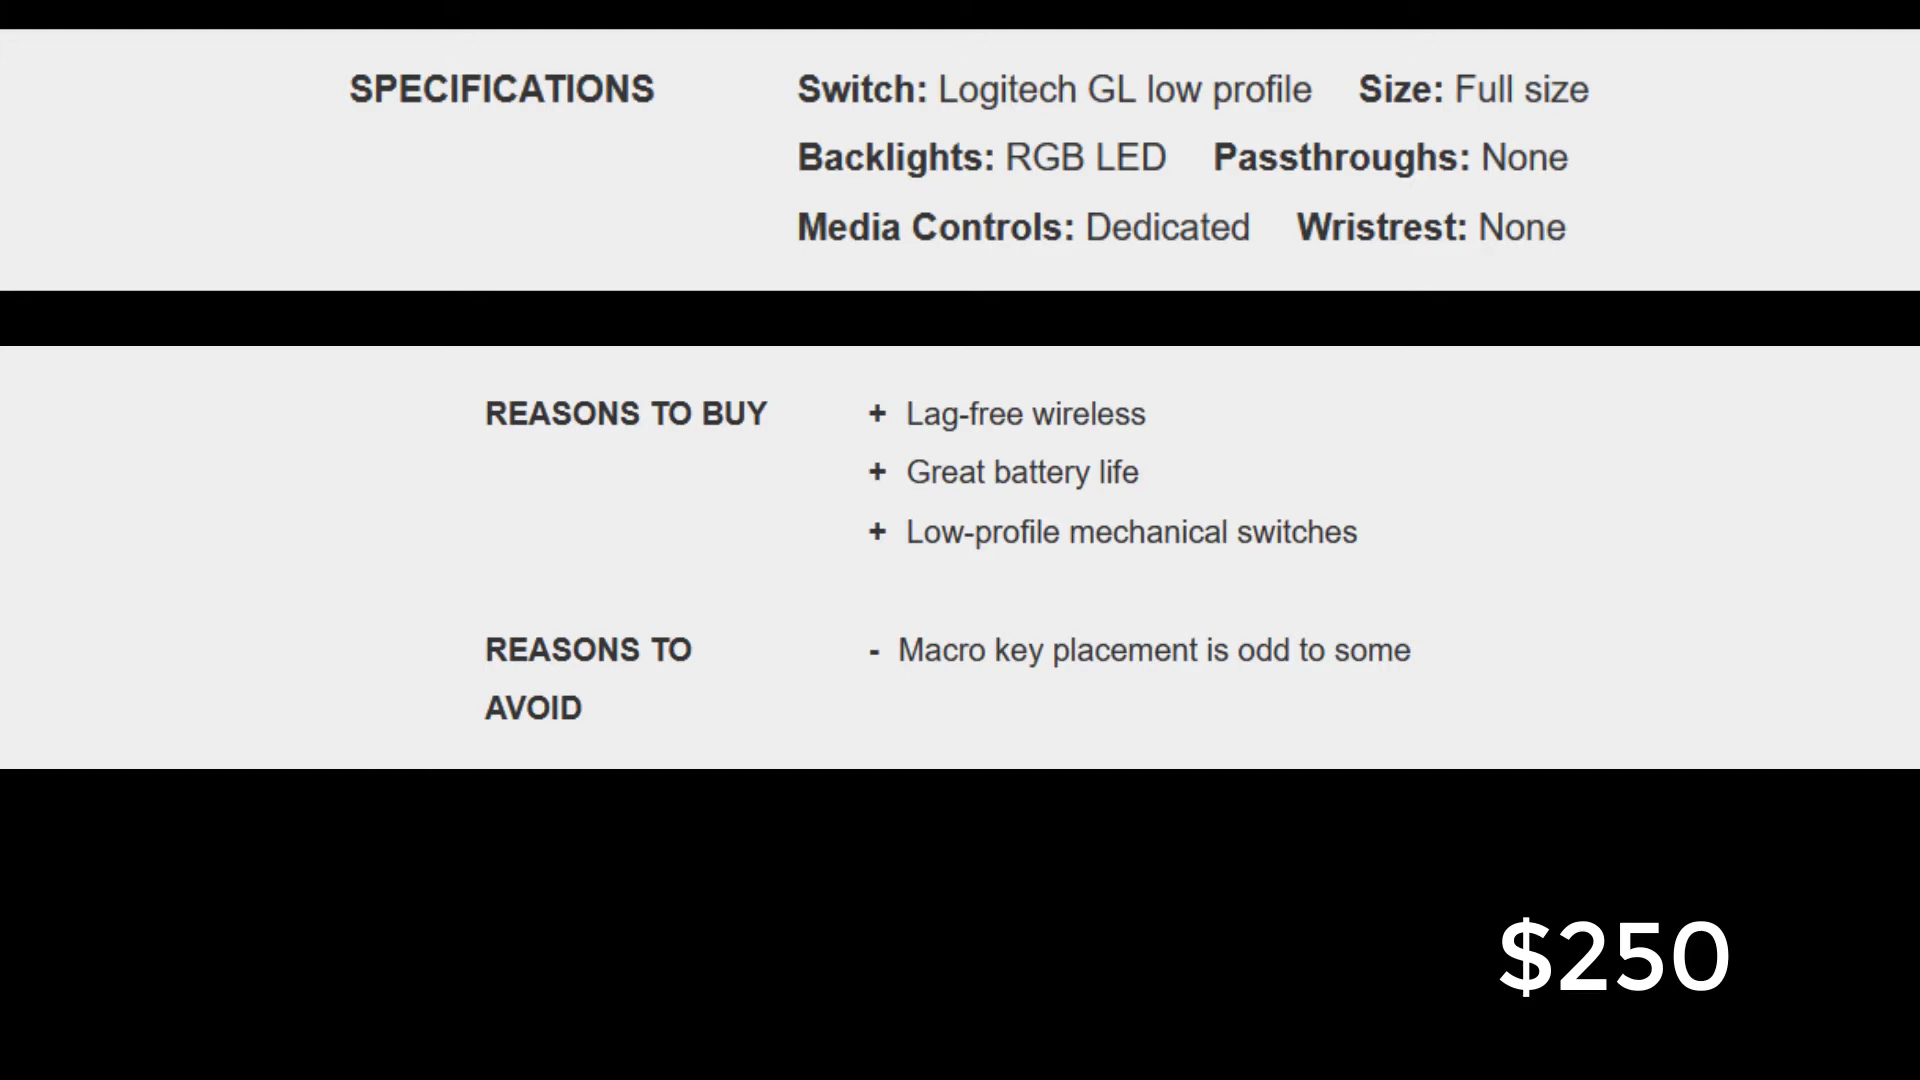 SPECIFICATIONS Switch: Logitech GL low profile Size: Full size
Backlights: RGB LED Passthroughs: None
Media Controls: Dedicated Wristrest: None
REASONS TO BUY + Lag-free wireless
+ Great battery life
+ Low-profile mechanical switches
REASONS TO AVOID
- Macro key placement is odd to some
$250